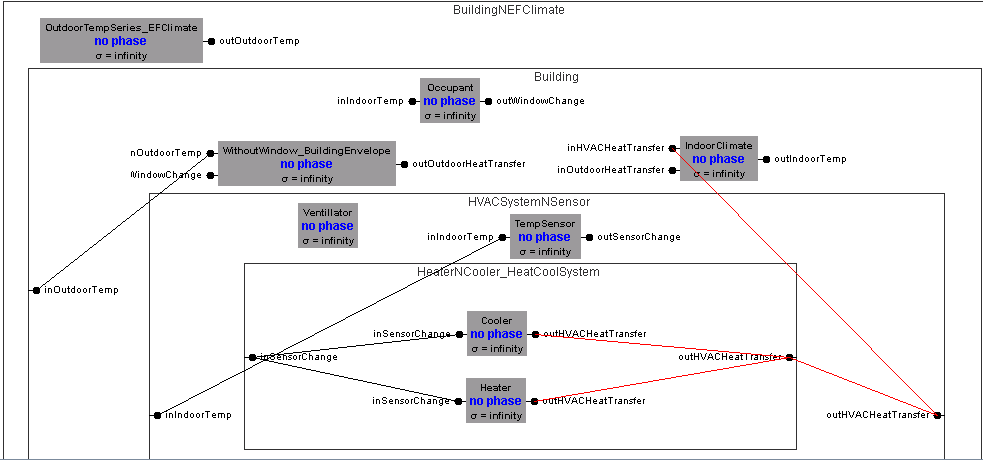 BuildingNEFClimate
OutdoorTempSeries_EFClimate
no phase
σ = infinity
outOutdoorTemp
Building
Occupant
no phase
σ = infinity
inIndoorTemp
outWindowChange
nOutdoorTemp
WindowChange
WithoutWindow_BuildingEnvelope
no phase
σ = infinity
outOutdoorHeatTransfer
inHVACHeatTransfer
inOutdoorHeatTransfer
IndoorClimate
no phase
σ = infinity
outIndoorTemp
HVACSystemNSensor
Ventillator
no phase
σ = infinity
inIndoorTemp
TempSensor
no phase
σ = infinity
outSensorChange
HeaterNCooler_HeatCoolSystem
inOutdoorTemp
Cooler
no phase
σ = infinity
inSensorChange
outHVACHeatTransfer
inSensorChange
outHVACHeatTransfer
Heater
no phase
σ = infinity
inSensorChange
outHVACHeatTransfer
inIndoorTemp
outHVACHeatTransfer